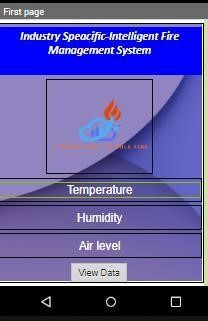 First page
Industry Speacific-Intelligent Fire
Management System
Temperature
Humidity
Air level
View Data